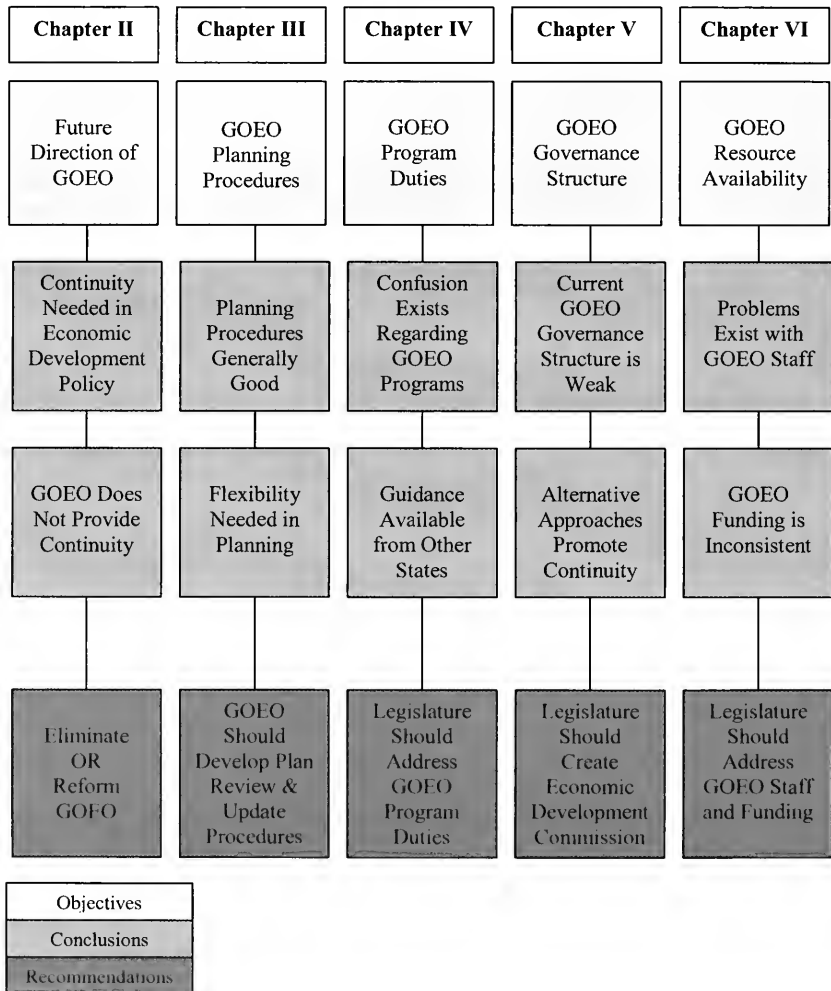 Chapter II
Chapter III
Chapter IV
Chapter V
Chapter VI
Future
Direction of
GOEO
GOEO
Planning
Procedures
GOEO
Program
Duties
GOEO
Governance
Structure
GOEO
Resource
Availability
Continuity
Needed in
Economic
Development
Policy
Planning
Procedures
Generally
Good
Confusion
Exists
Regarding
GOEO
Programs
Current
GOEO
Governance
Structure is
Weak
Problems
Exist with
GOEO Staff
GOEO Does
Not Provide
Continuity
Flexibility
Needed in
Planning
Guidance
Available
from Other
States
Alternative
Approaches
Promote
Continuity
GOEO
Funding is
Inconsistent
Eliminate
OR
Reform
GOEO
GOEO
Should
Develop Plan
Review &
Update
Procedures
Legislature
Should
Address
GOEO
Program
Duties
Legislature
Should
Create
Economic
Development
Commission
Legislature
Should
Address
GOEO Staff
and Funding
Objectives
Conclusions
Recommendations